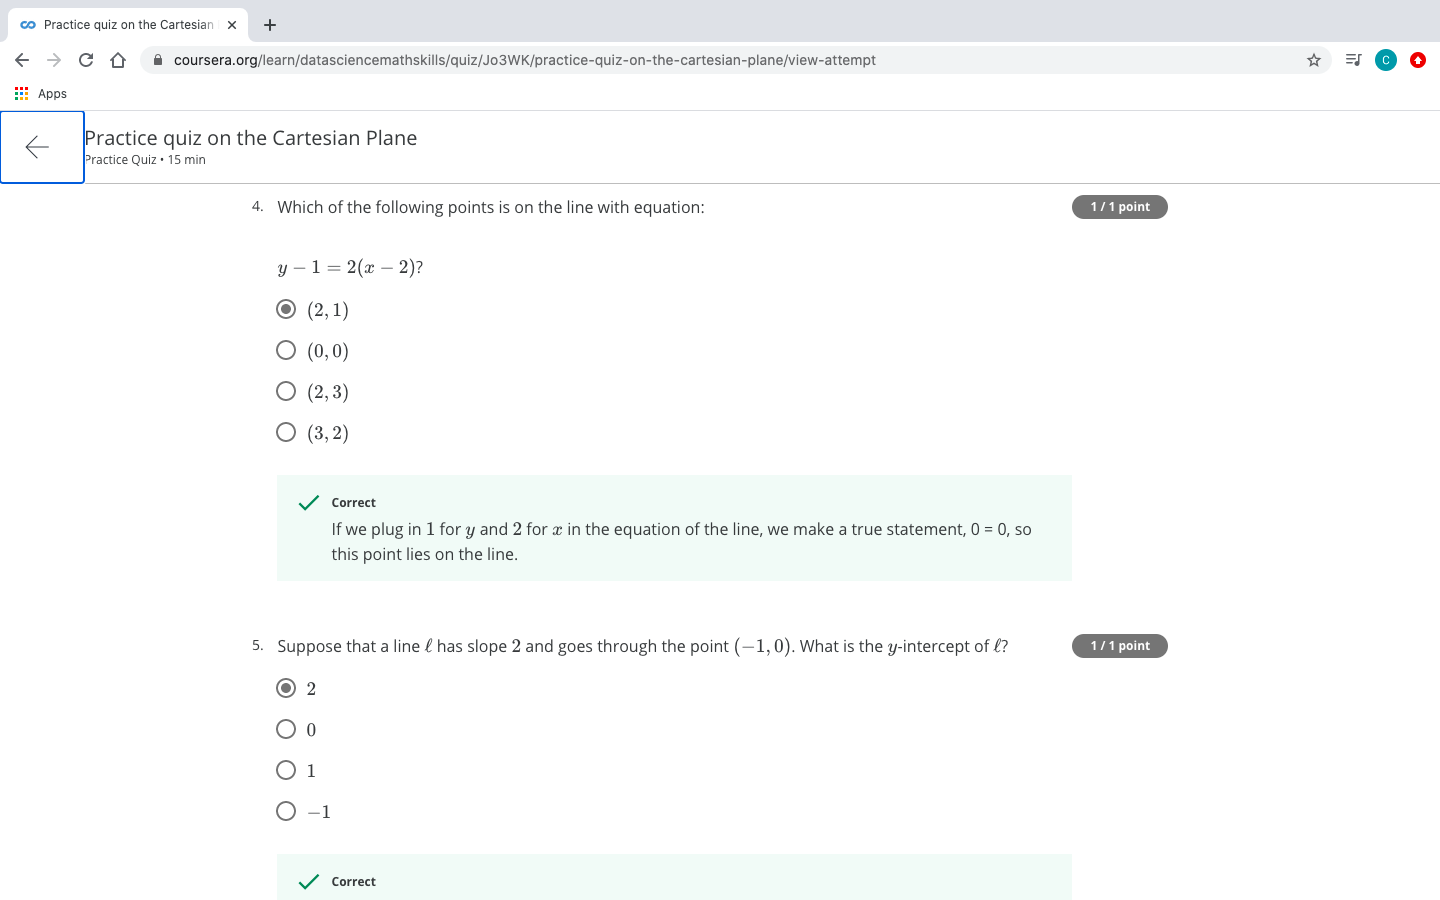 Practice quiz on the Cartesian
coursera.org/learn/datasciencemathskills/quiz/Jo3WK/practice-quiz-on-the-cartesian-plane/view-attempt
C
Apps
Practice quiz on the Cartesian Plane
Practice Quiz • 15 min
4. Which of the following points is on the line with equation:
1 / 1 point
y − 1 = 2(x − 2)?
(2, 1)
(0, 0)
(2, 3)
(3, 2)
Correct
If we plug in 1 for y and 2 for x in the equation of the line, we make a true statement, 0 = 0, so
this point lies on the line.
5. Suppose that a line ℓ has slope 2 and goes through the point (−1, 0). What is the y-intercept of ℓ?
1 / 1 point
2
0
1
−1
Correct